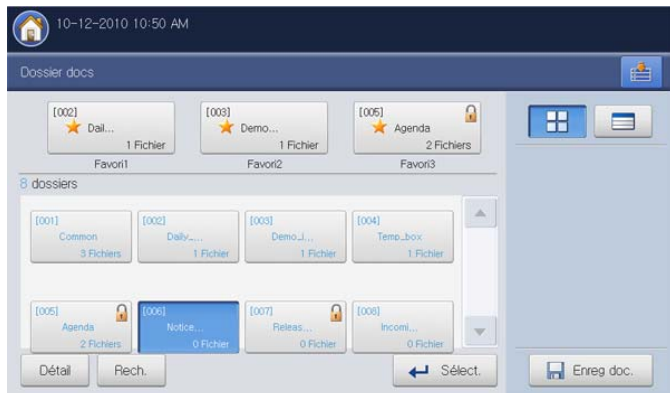 10-12-2010 10:50 AM
Dossier docs
[002] [003] [005]
Dail... Demo... Agenda
1 Fichier 1 Fichier 2 Fichiers
Favori1 Favori2 Favori3
8 dossiers
[001] [002] [003] [004]
Common Daily_... Demo_i... Temp_box
3 Fichiers 1 Fichier 1 Fichier 1 Fichier
[005] [006] [007] [008]
Agenda Notice... Releas... Incomi...
2 Fichiers 0 Fichier 0 Fichier 0 Fichier
Détail Rech. Sélect. Enreg doc.